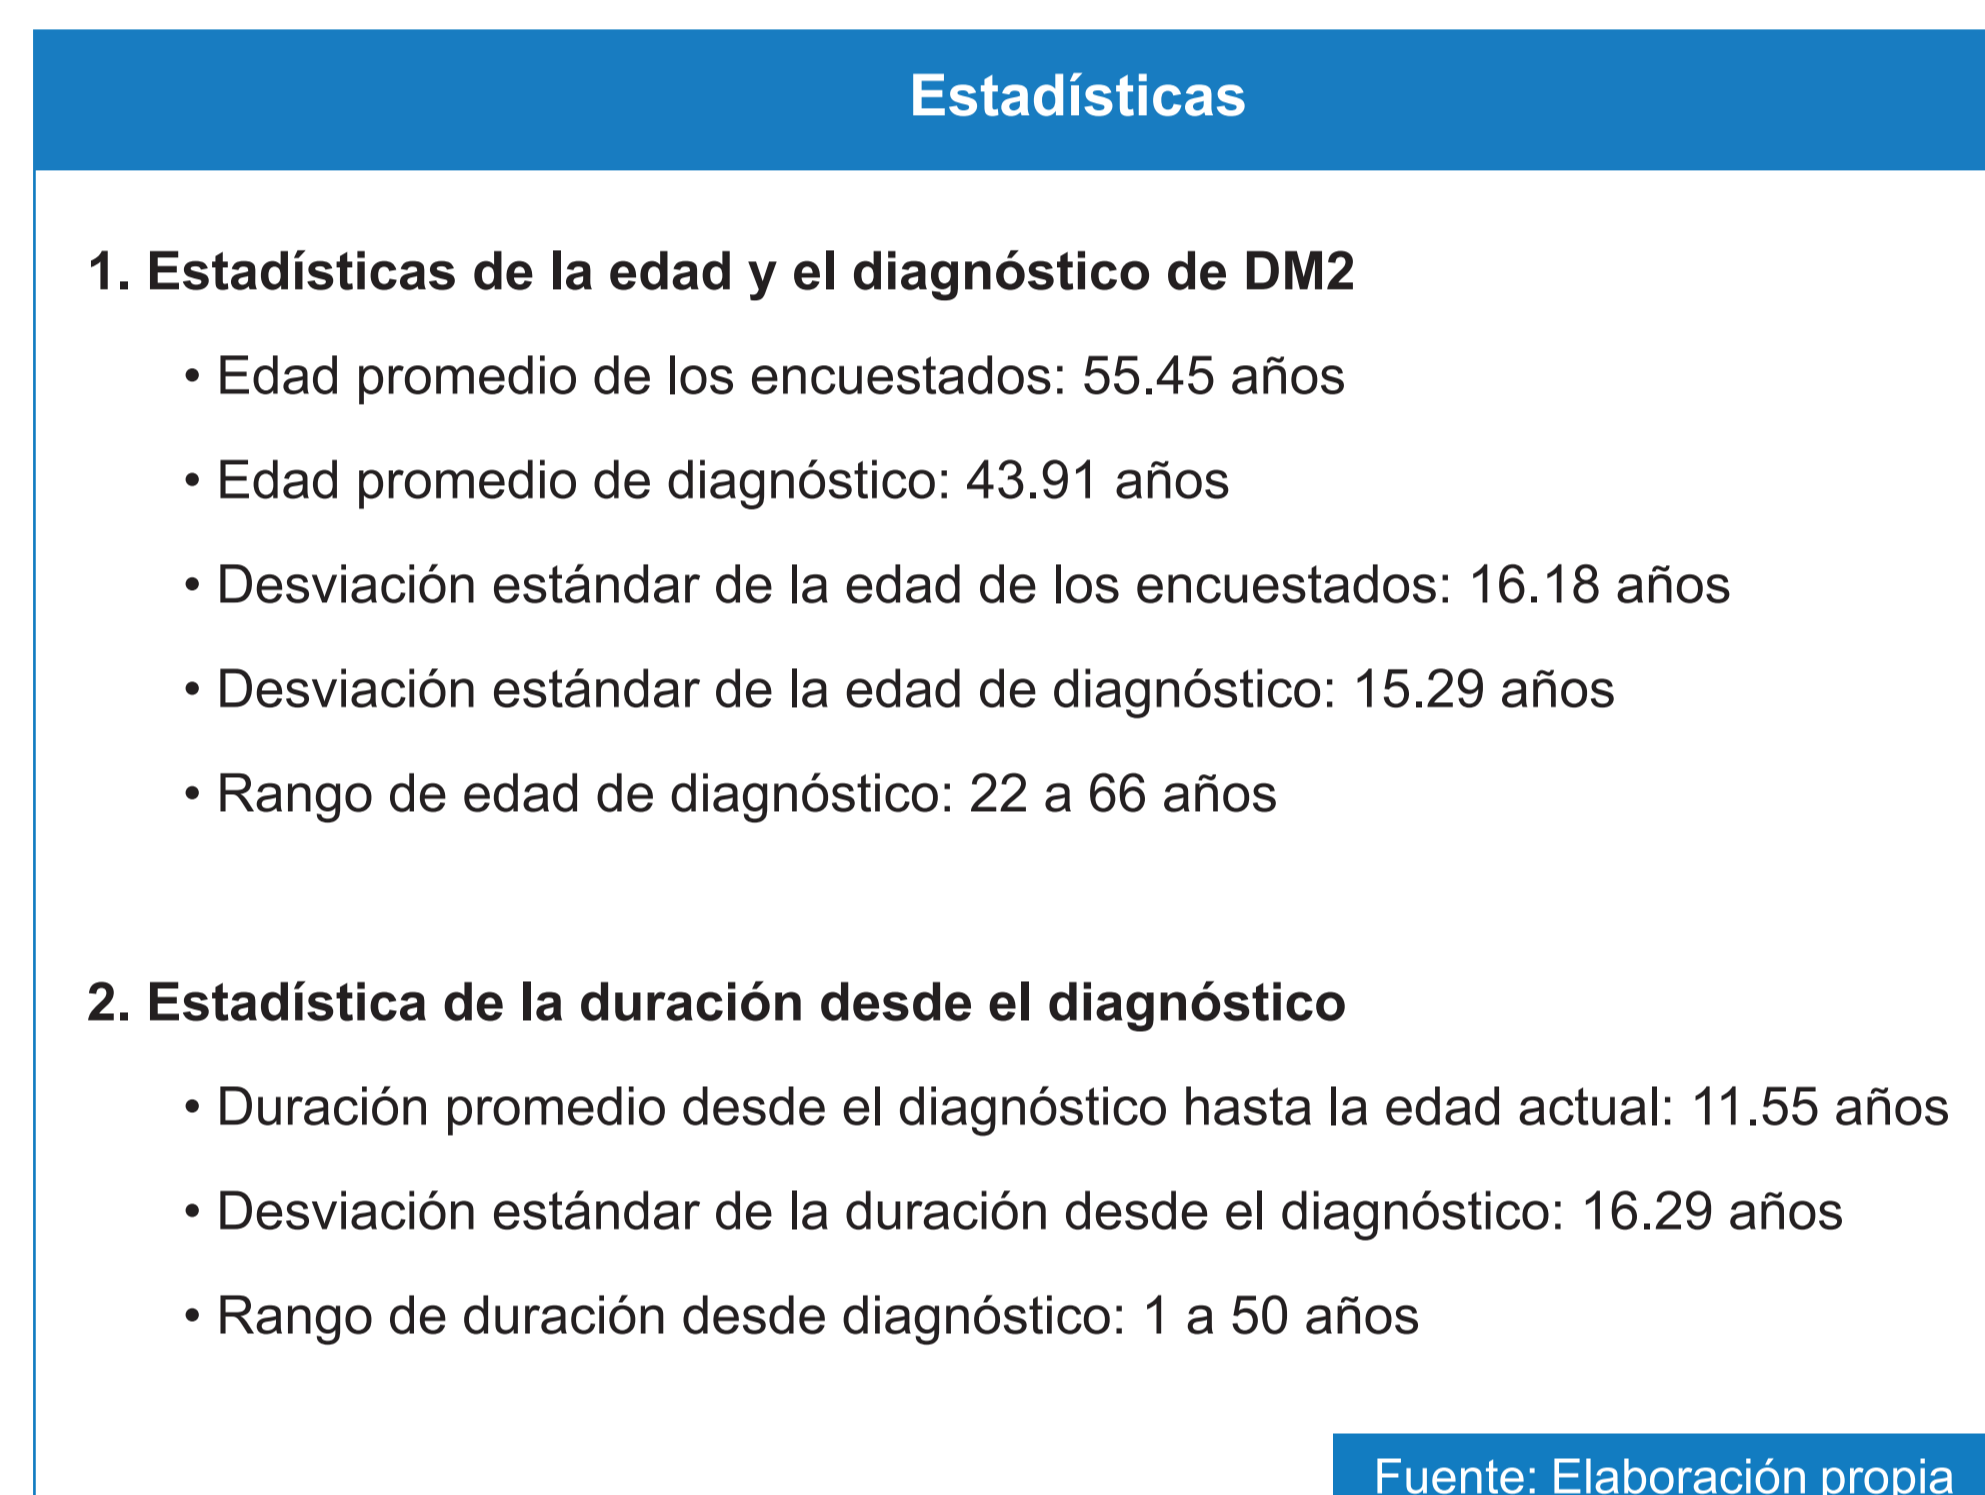 Estadísticas
1. Estadísticas de la edad y el diagnóstico de DM2
• Edad promedio de los encuestados: 55.45 años
• Edad promedio de diagnóstico: 43.91 años
• Desviación estándar de la edad de los encuestados: 16.18 años
• Desviación estándar de la edad de diagnóstico: 15.29 años
• Rango de edad de diagnóstico: 22 a 66 años
2. Estadística de la duración desde el diagnóstico
• Duración promedio desde el diagnóstico hasta la edad actual: 11.55 años
• Desviación estándar de la duración desde el diagnóstico: 16.29 años
• Rango de duración desde diagnóstico: 1 a 50 años
Fuente: Elaboración propia